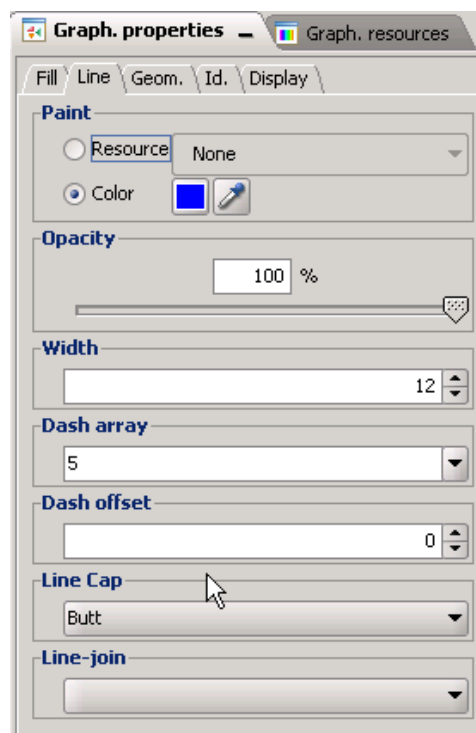 Graph. properties Graph. resources
Fill Line Geom. Id. Display
Paint
Resource None
Color
Opacity
100 %
Width
12
Dash array
5
Dash offset
0
Line Cap
Butt
Line-join